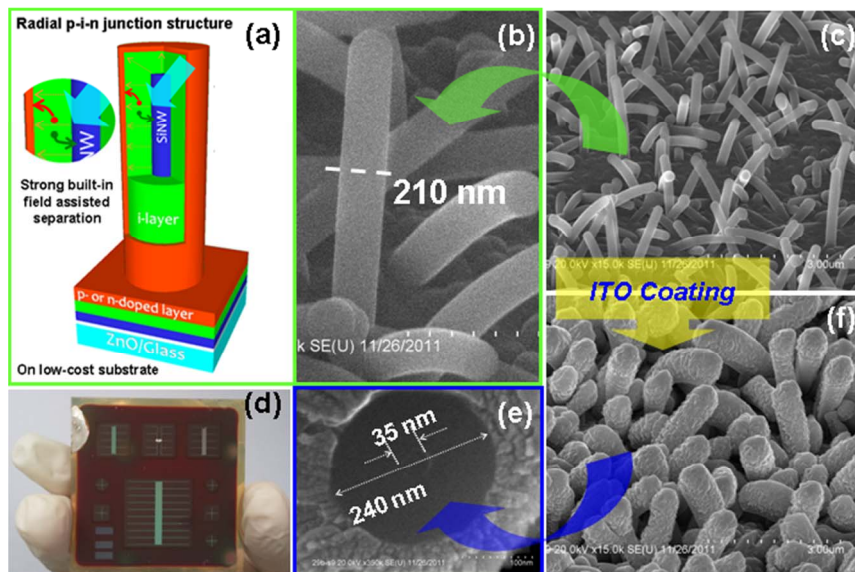 Radial p-i-n junction structure
(a)
SiNW
NW
Strong built-in
field assisted
separation
i-layer
p- or n-doped layer
ZnO/Glass
On low-cost substrate
(b)
210 nm
k SE(U) 11/26/2011
(c)
20.0kV x15.0k SE(U) 11/26/2011
3.00um
ITO Coating
(d)
(e)
35 nm
240 nm
20.0kV x300k SE(U) 11/26/2011
100nm
(f)
20.0kV x15.0k SE(U) 11/26/2011
3.00um